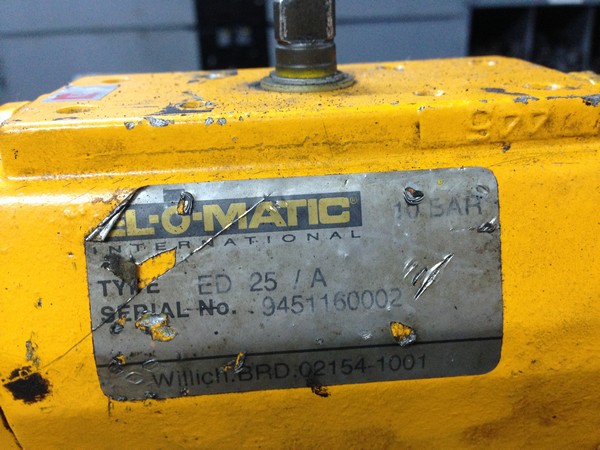 EL-O-MATIC
INTERNATIONAL
10 BAR
TYPE ED 25 / A
SERIAL No. 9451160002
Willich.BRD.02154-1001